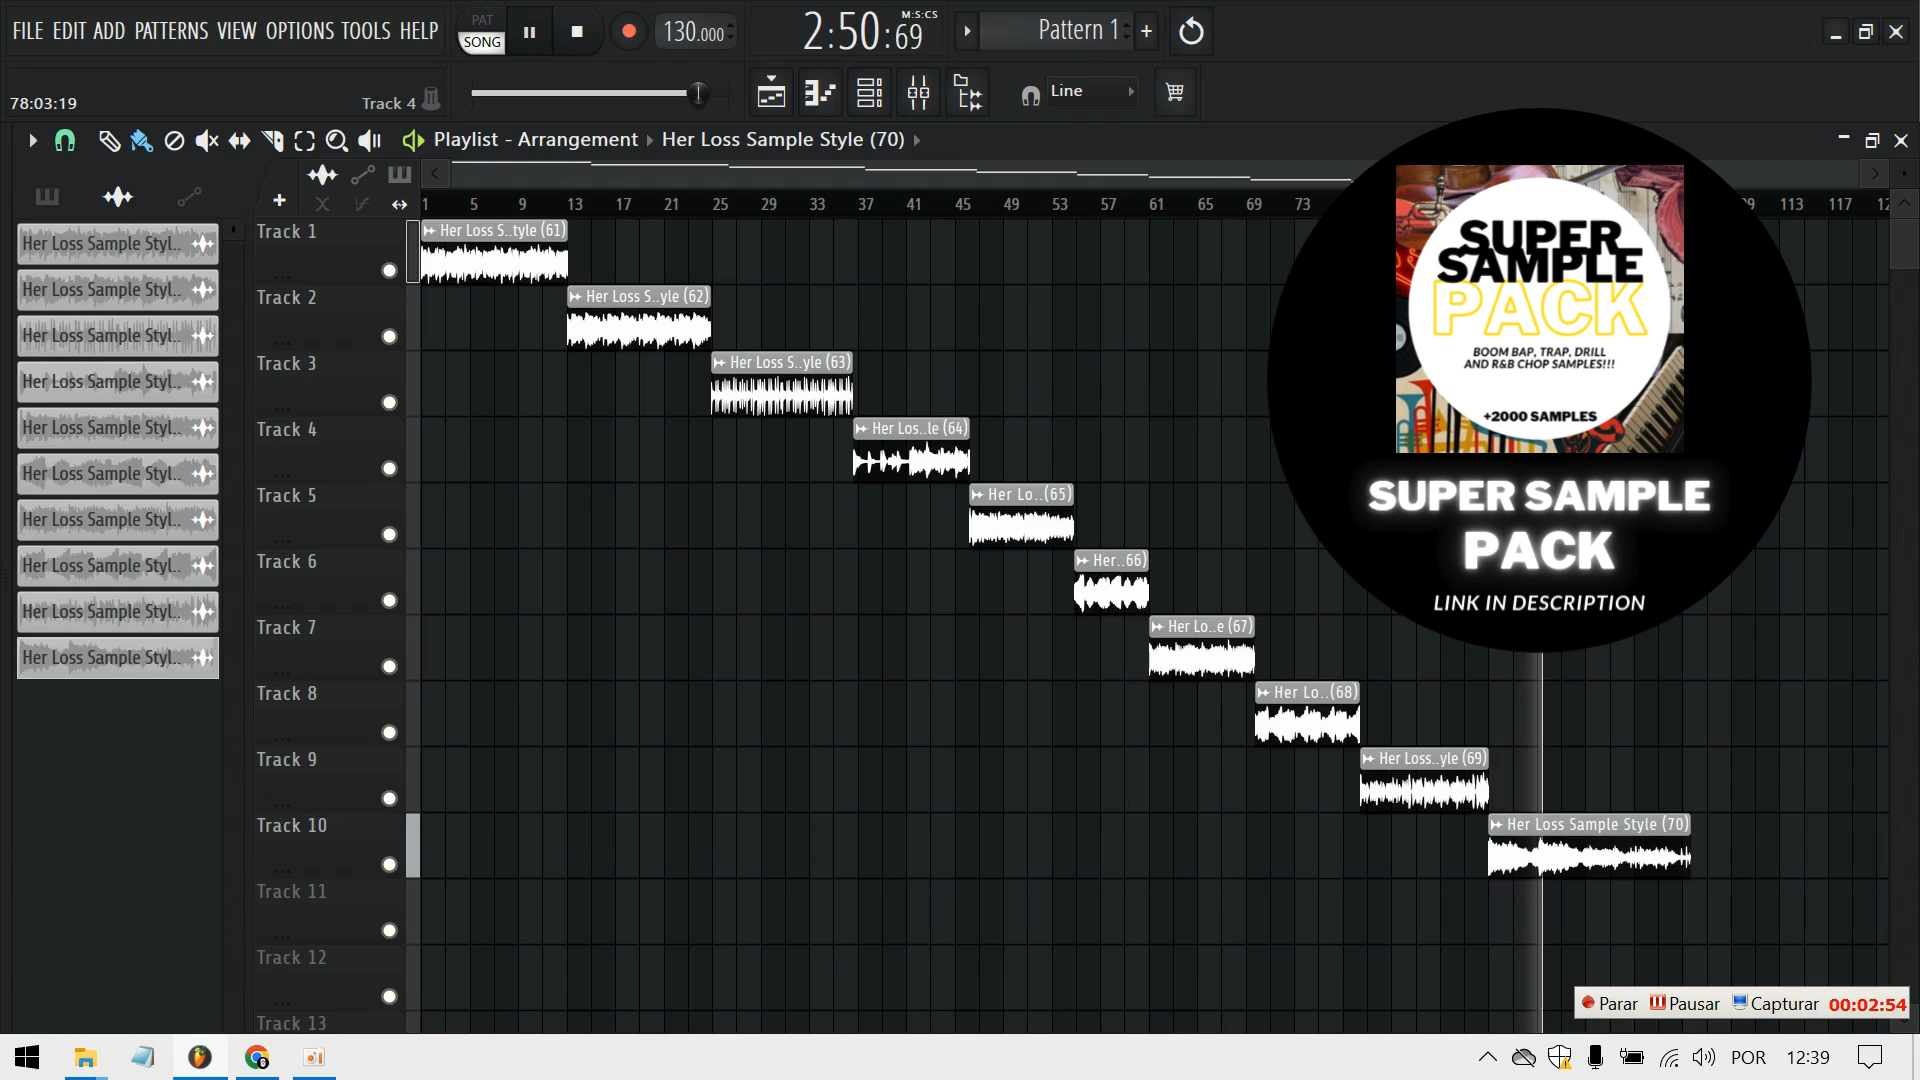 FILE EDIT ADD PATTERNS VIEW OPTIONS TOOLS HELP
PAT
SONG
130.000
2:50:69
M:S:CS
Pattern 1
78:03:19
Track 4
Line
Playlist - Arrangement
Her Loss Sample Style (70)
1 5 9 13 17 21 25 29 33 37 41 45 49 53 57 61 65 69 73 113 117
Her Loss Sample Styl..
Her Loss Sample Styl..
Her Loss Sample Styl..
Her Loss Sample Styl..
Her Loss Sample Styl..
Her Loss Sample Styl..
Her Loss Sample Styl..
Her Loss Sample Styl..
Her Loss Sample Styl..
Her Loss Sample Styl..
Track 1
Her Loss S..tyle (61)
Track 2
Her Loss S..yle (62)
Track 3
Her Loss S..yle (63)
Track 4
Her Los..le (64)
Track 5
Her Lo..(65)
Track 6
Her..66)
Track 7
Her Lo..e (67)
Track 8
Her Lo..(68)
Track 9
Her Loss..yle (69)
Track 10
Her Loss Sample Style (70)
Track 11
Track 12
Track 13
SUPER
SAMPLE
PACK
BOOM BAP, TRAP, DRILL
AND R&B CHOP SAMPLES!!!
+2000 SAMPLES
SUPER SAMPLE
PACK
LINK IN DESCRIPTION
Parar Pausar Capturar 00:02:54
POR 12:39